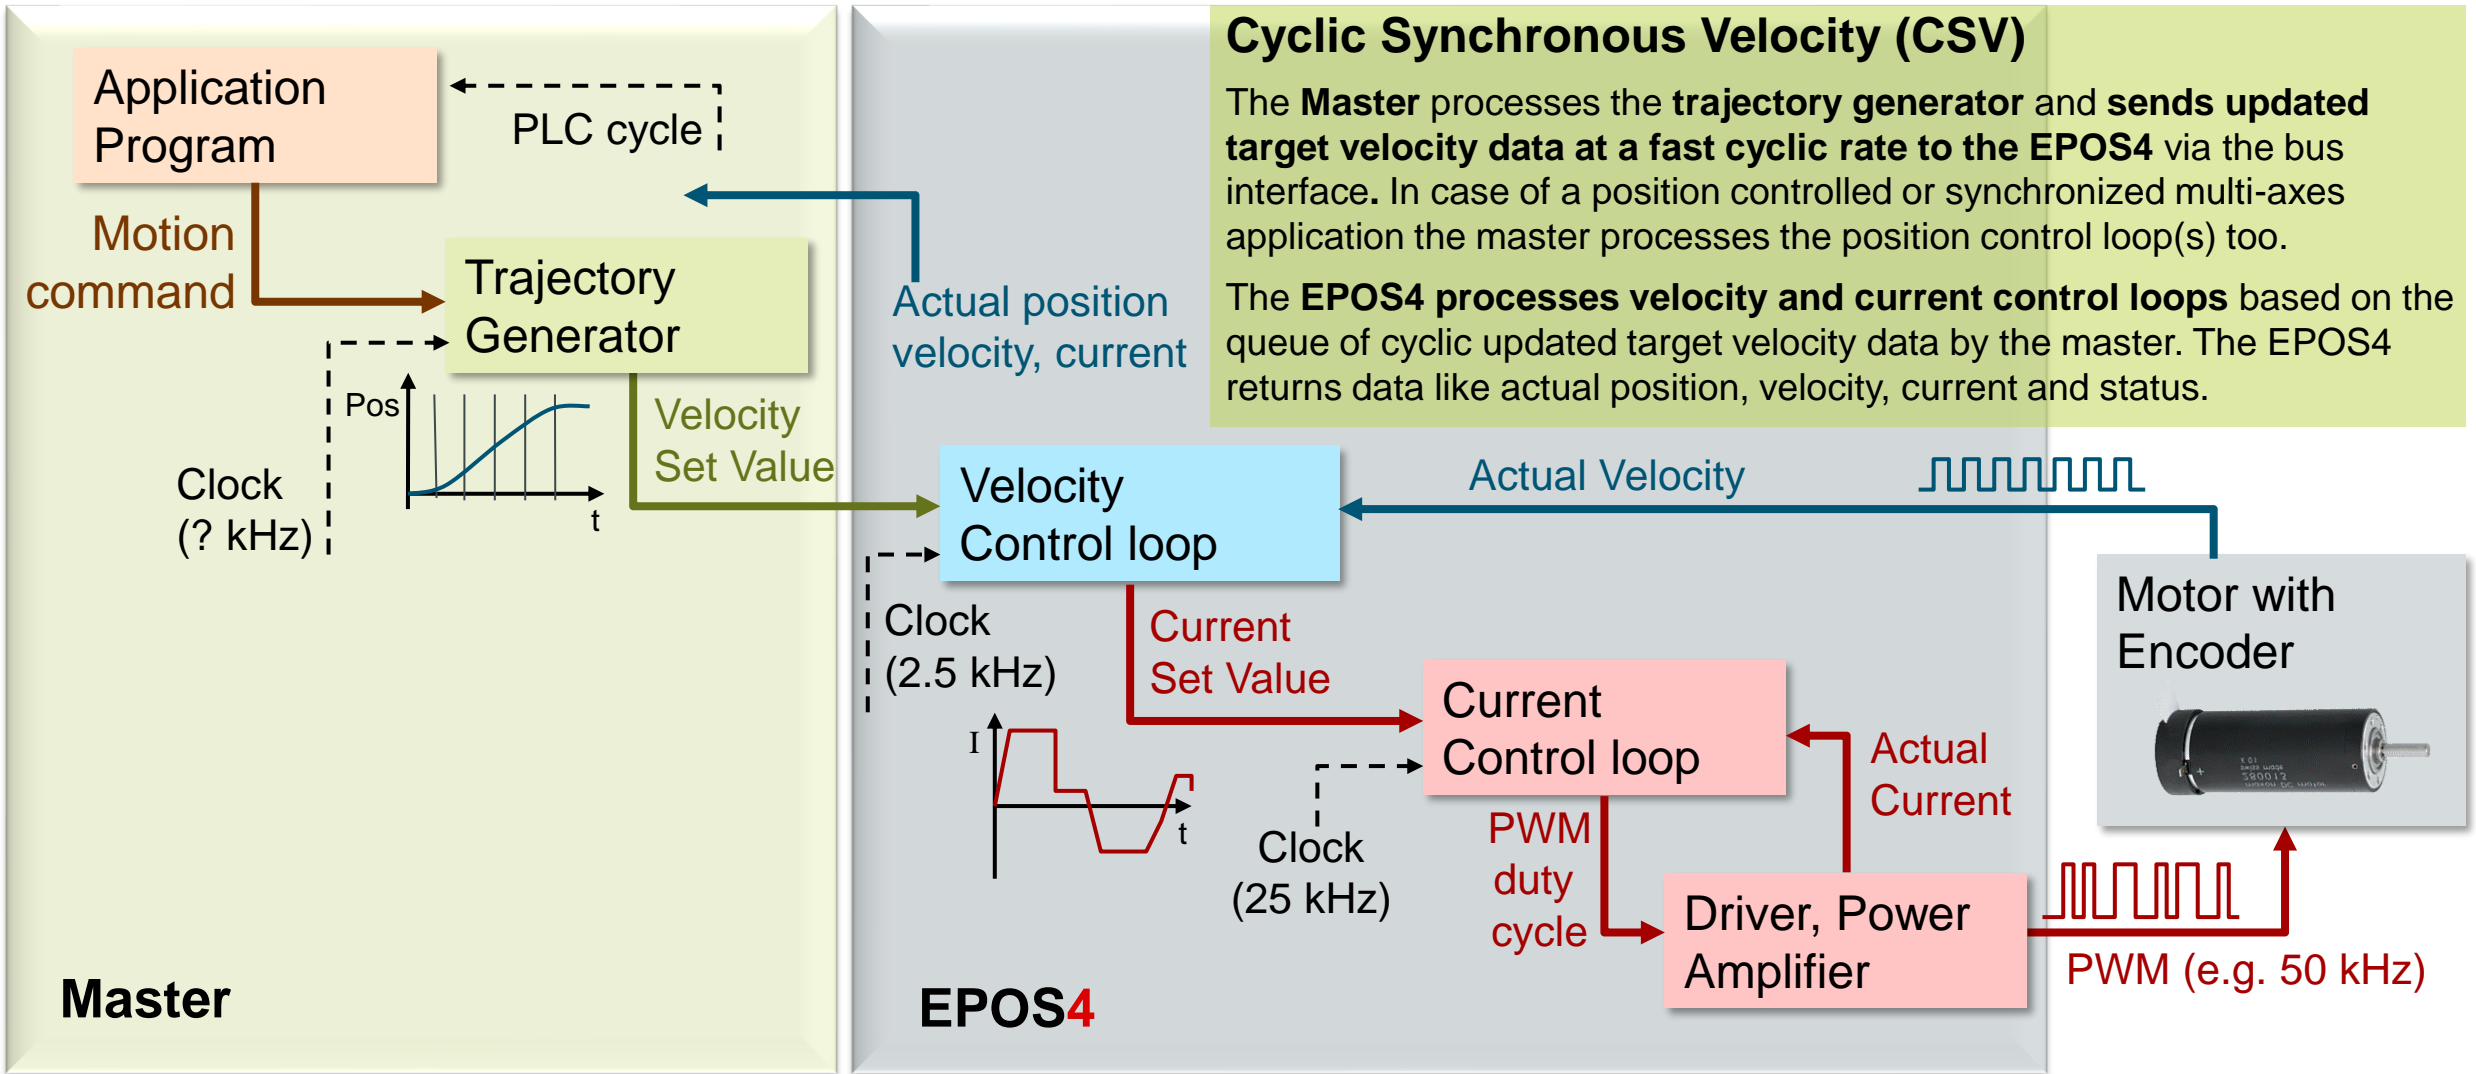 Application
Program
PLC cycle
Motion
command
Trajectory
Generator
Actual position
velocity, current
Pos
t
Clock
(? kHz)
Velocity
Set Value
Master
Cyclic Synchronous Velocity (CSV)
The Master processes the trajectory generator and sends updated
target velocity data at a fast cyclic rate to the EPOS4 via the bus
interface. In case of a position controlled or synchronized multi-axes
application the master processes the position control loop(s) too.
The EPOS4 processes velocity and current control loops based on the
queue of cyclic updated target velocity data by the master. The EPOS4
returns data like actual position, velocity, current and status.
Velocity
Control loop
Actual Velocity
Clock
(2.5 kHz)
Current
Set Value
I
t
Current
Control loop
Clock
(25 kHz)
PWM
duty
cycle
Actual
Current
Driver, Power
Amplifier
Motor with
Encoder
PWM (e.g. 50 kHz)
EPOS4